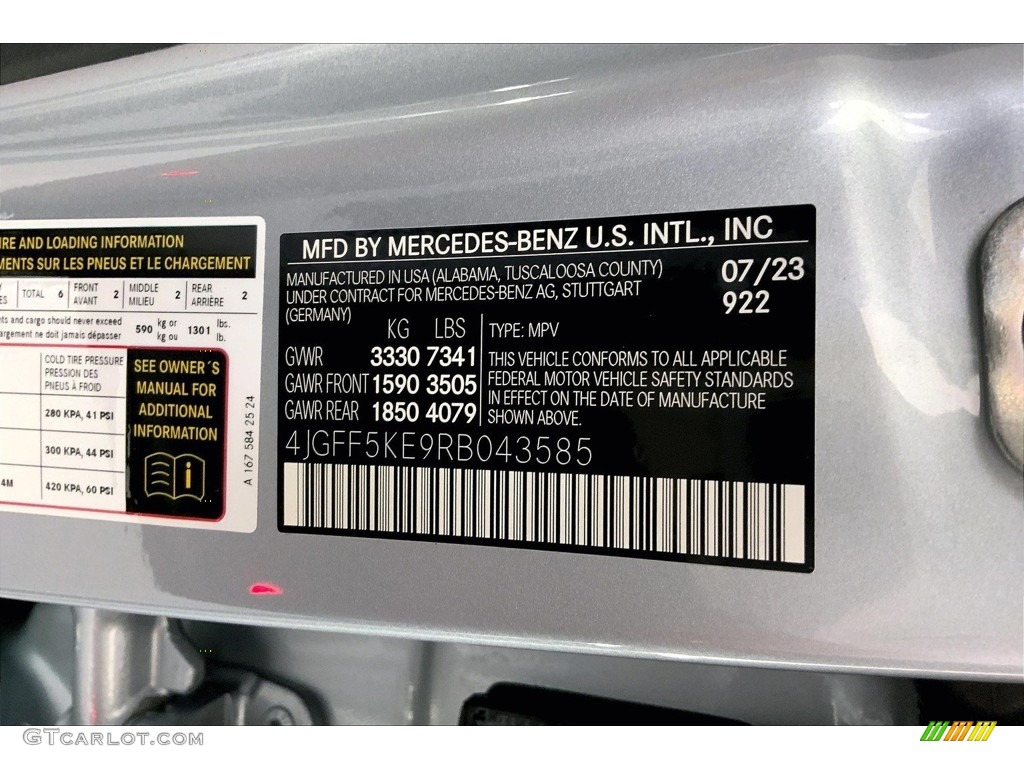 RE AND LOADING INFORMATION
MENTS SUR LES PNEUS ET LE CHARGEMENT
TOTAL 6 FRONT AVANT 2 MIDDLE MILIEU 2 REAR ARRIÈRE 2
and cargo should never exceed 590 kg or 1301 lbs.
ne doit jamais dépasser kg ou lb.
COLD TIRE PRESSURE
PRESSION DES
PNEUS À FROID
280 KPA, 41 PSI
300 KPA, 44 PSI
4M 420 KPA, 60 PSI
SEE OWNER´S
MANUAL FOR
ADDITIONAL
INFORMATION
A 167 584 25 24
MFD BY MERCEDES-BENZ U.S. INTL., INC
MANUFACTURED IN USA (ALABAMA, TUSCALOOSA COUNTY)
UNDER CONTRACT FOR MERCEDES-BENZ AG, STUTTGART
(GERMANY)
07/23
922
KG LBS
GVWR 3330 7341
GAWR FRONT 1590 3505
GAWR REAR 1850 4079
TYPE: MPV
THIS VEHICLE CONFORMS TO ALL APPLICABLE
FEDERAL MOTOR VEHICLE SAFETY STANDARDS
IN EFFECT ON THE DATE OF MANUFACTURE
SHOWN ABOVE.
4JGFF5KE9RB043585
GTCARLOT.COM